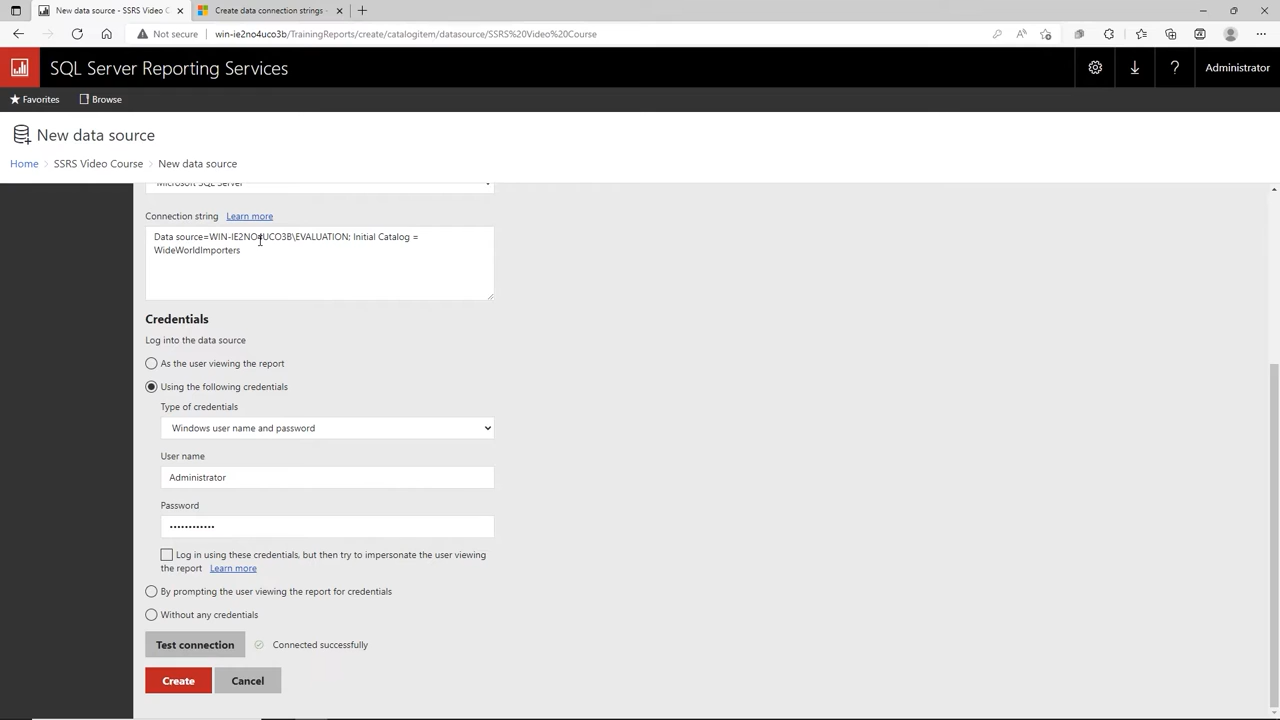 New data source - SSRS Video C
Create data connection strings -
Not secure
win-ie2no4uco3b/TrainingReports/create/catalogitem/datasource/SSRS%20Video%20Course
SQL Server Reporting Services
Administrator
Favorites
Browse
New data source
Home > SSRS Video Course > New data source
Microsoft SQL Server
Connection string Learn more
Data source=WIN-IE2NO4UCO3B\EVALUATION; Initial Catalog =
WideWorldImporters
Credentials
Log into the data source
As the user viewing the report
Using the following credentials
Type of credentials
Windows user name and password
User name
Administrator
Password
••••••••••••
Log in using these credentials, but then try to impersonate the user viewing
the report Learn more
By prompting the user viewing the report for credentials
Without any credentials
Test connection Connected successfully
Create Cancel